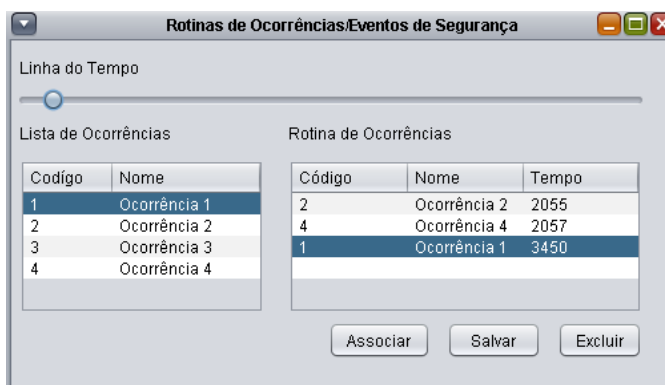 Rotinas de Ocorrências/Eventos de Segurança
Linha do Tempo
Lista de Ocorrências Rotina de Ocorrências
Codígo Nome Código Nome Tempo
1 Ocorrência 1 2 Ocorrência 2 2055
2 Ocorrência 2 4 Ocorrência 4 2057
3 Ocorrência 3 1 Ocorrência 1 3450
4 Ocorrência 4
Associar Salvar Excluir